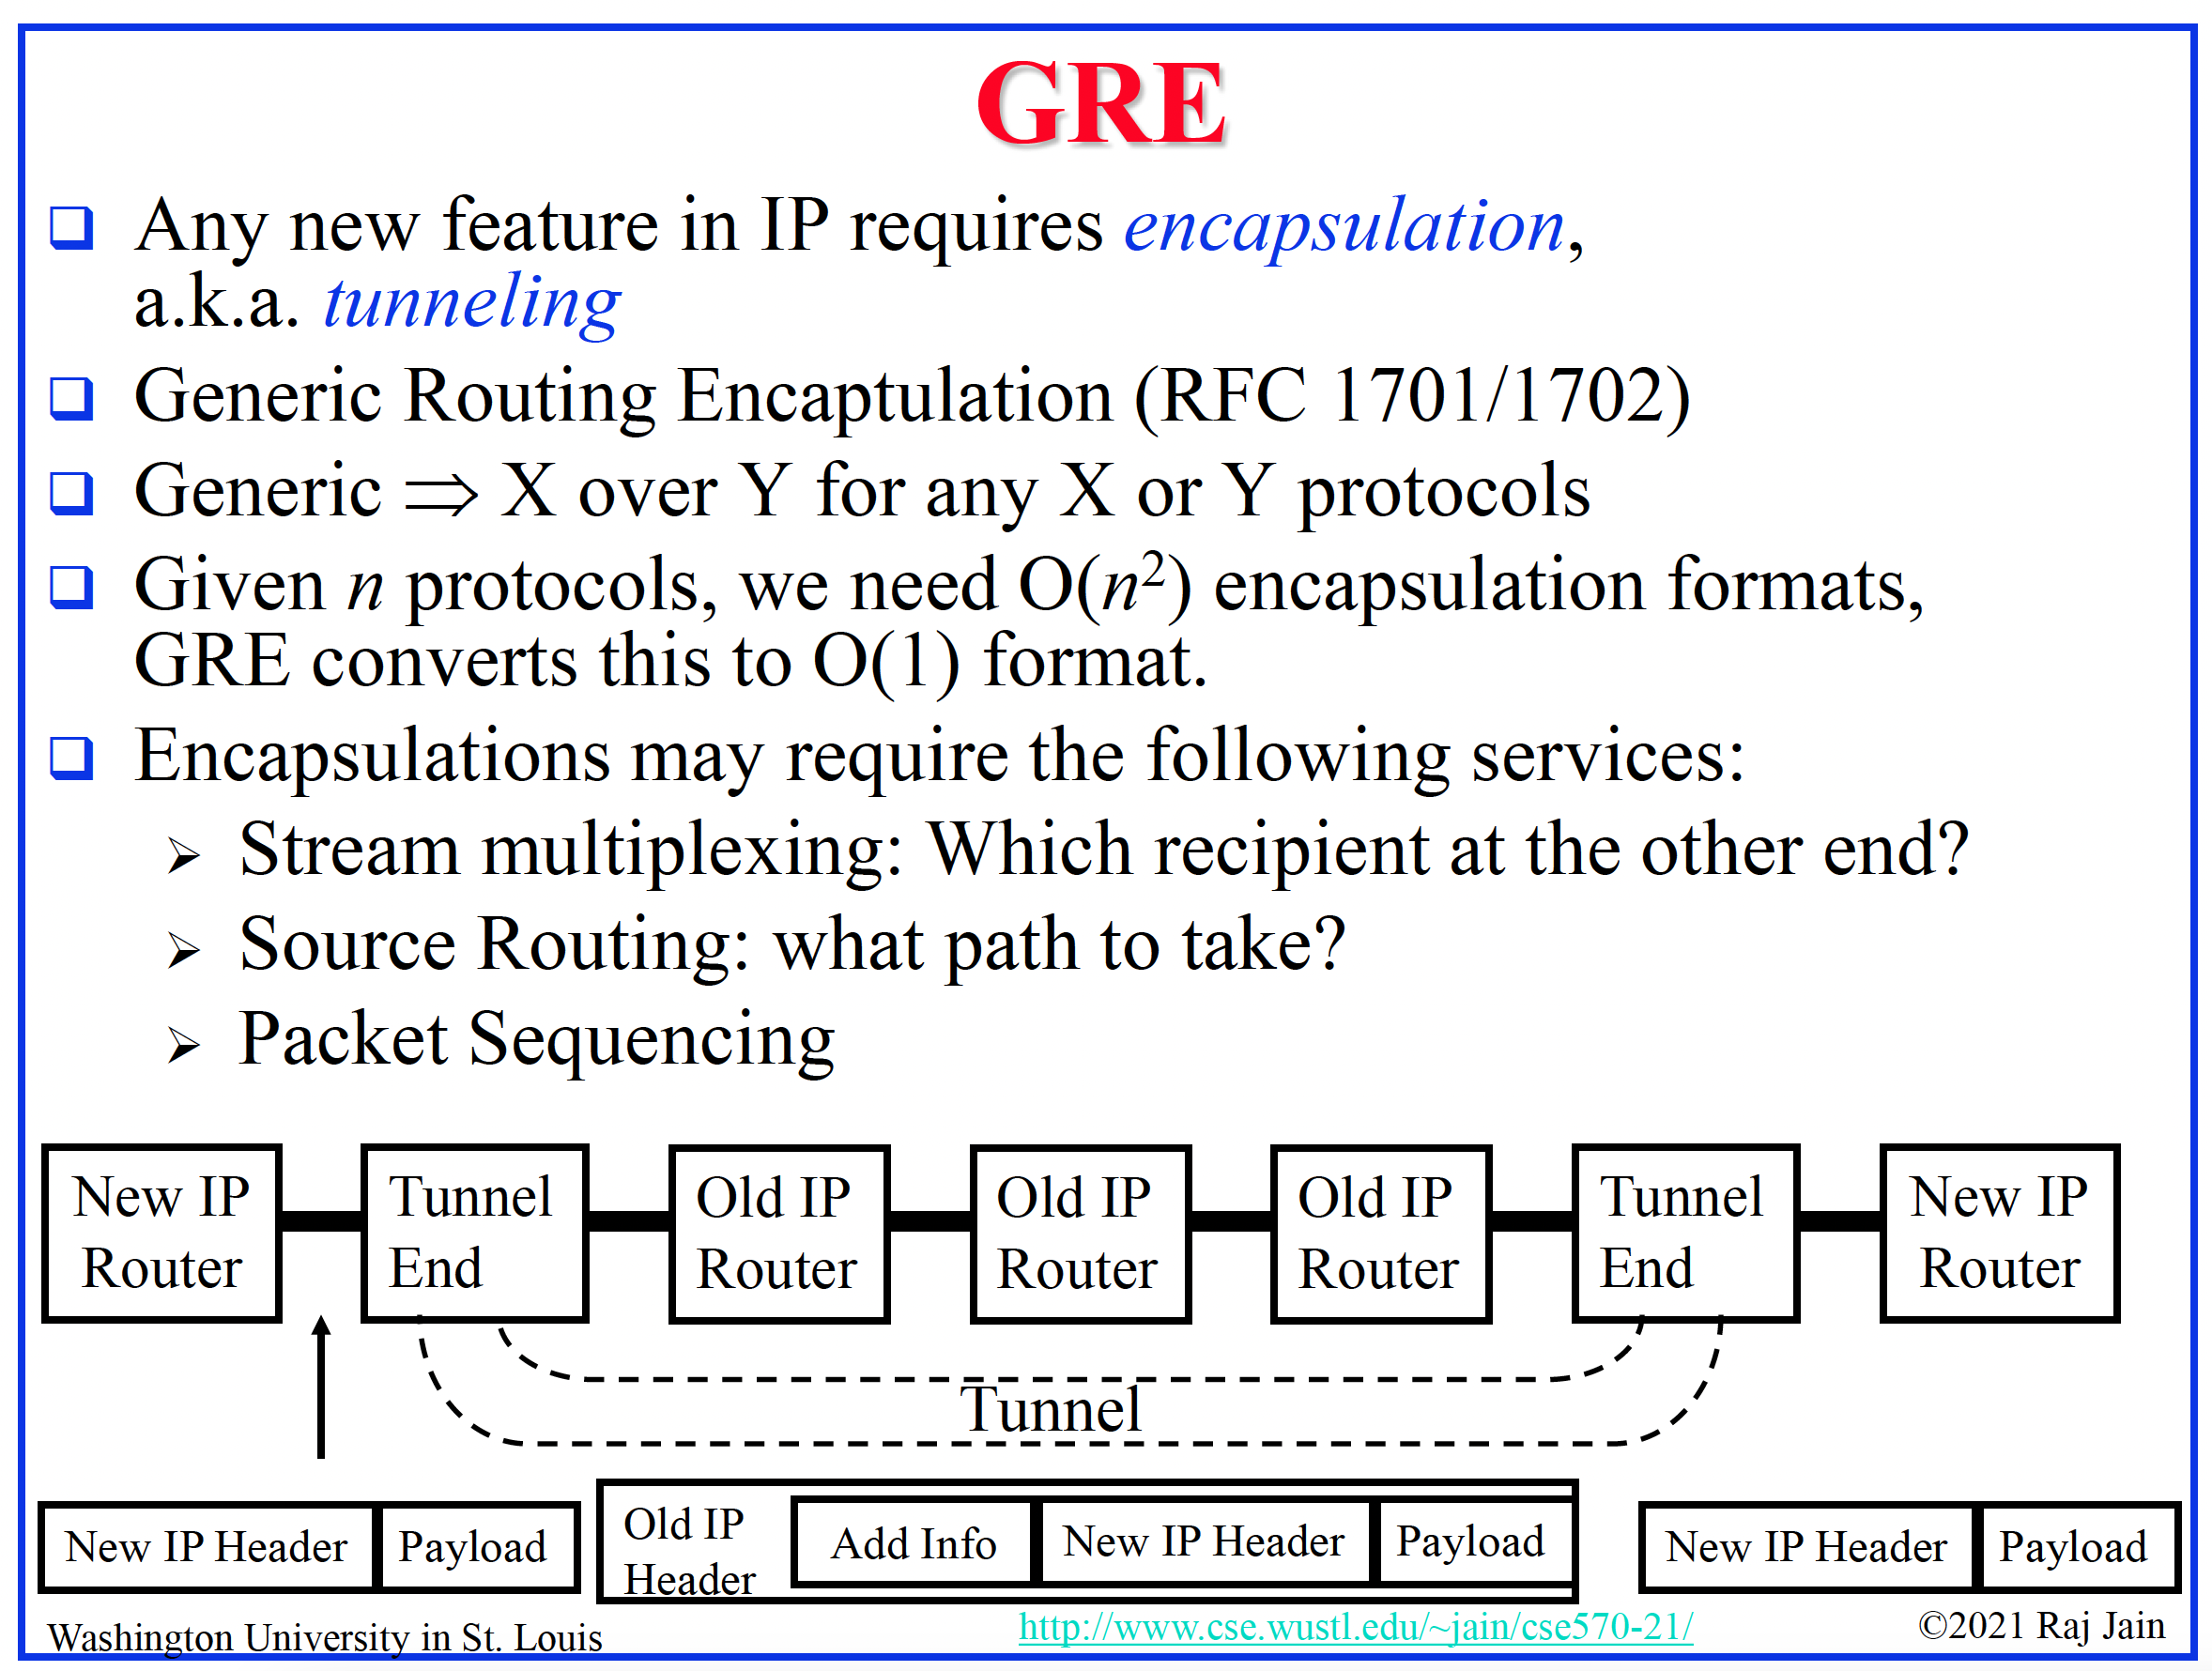 GRE
Any new feature in IP requires encapsulation,
a.k.a. tunneling
Generic Routing Encaptulation (RFC 1701/1702)
Generic ⇒ X over Y for any X or Y protocols
Given n protocols, we need O(n²) encapsulation formats,
GRE converts this to O(1) format.
Encapsulations may require the following services:
Stream multiplexing: Which recipient at the other end?
Source Routing: what path to take?
Packet Sequencing
New IP
Router
Tunnel
End
Old IP
Router
Old IP
Router
Old IP
Router
Tunnel
End
New IP
Router
Tunnel
New IP Header
Payload
Old IP
Header
Add Info
New IP Header
Payload
New IP Header
Payload
Washington University in St. Louis
http://www.cse.wustl.edu/~jain/cse570-21/
©2021 Raj Jain